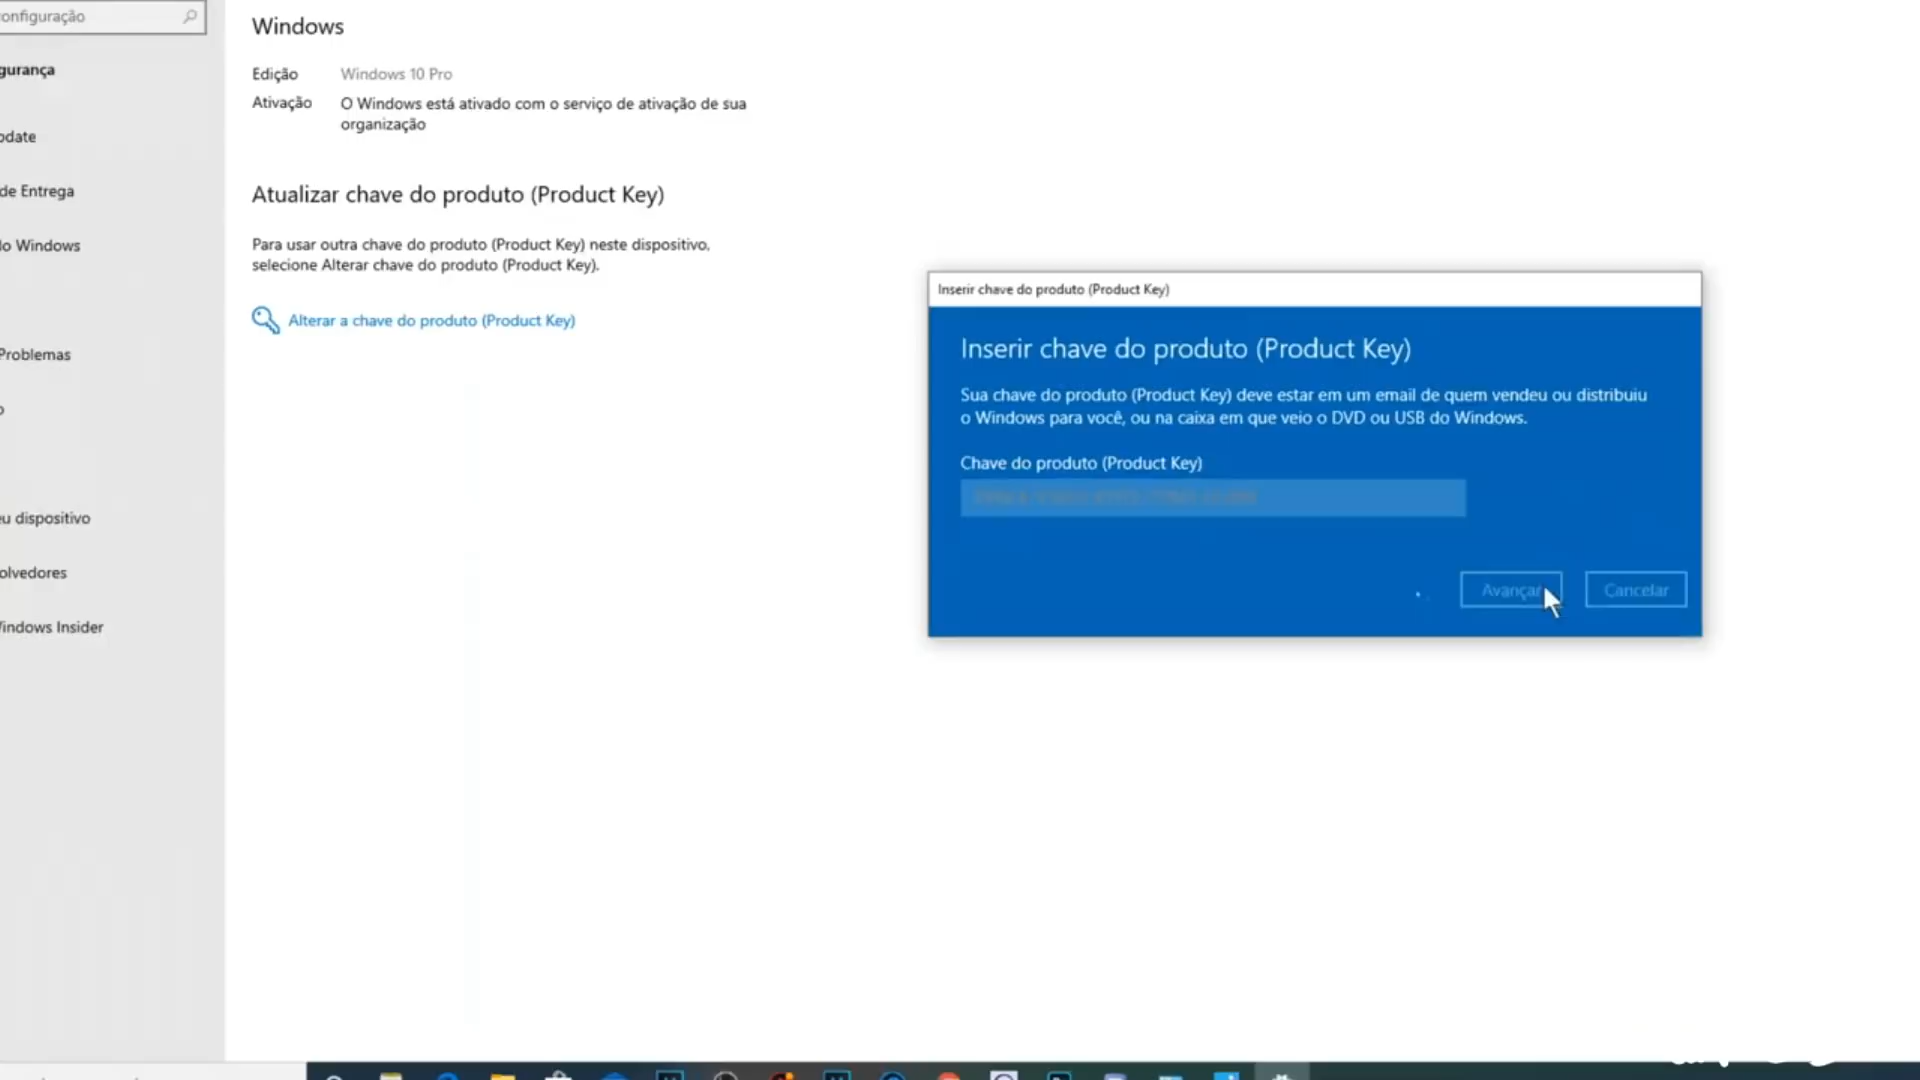 onfiguração
gurança
pdate
de Entrega
lo Windows
Problemas
o
eu dispositivo
olvedores
Windows Insider
Windows
Edição Windows 10 Pro
Ativação O Windows está ativado com o serviço de ativação de sua
organização
Atualizar chave do produto (Product Key)
Para usar outra chave do produto (Product Key) neste dispositivo,
selecione Alterar chave do produto (Product Key).
Alterar a chave do produto (Product Key)
Inserir chave do produto (Product Key)
Inserir chave do produto (Product Key)
Sua chave do produto (Product Key) deve estar em um email de quem vendeu ou distribuiu
o Windows para você, ou na caixa em que veio o DVD ou USB do Windows.
Chave do produto (Product Key)
Avançar Cancelar